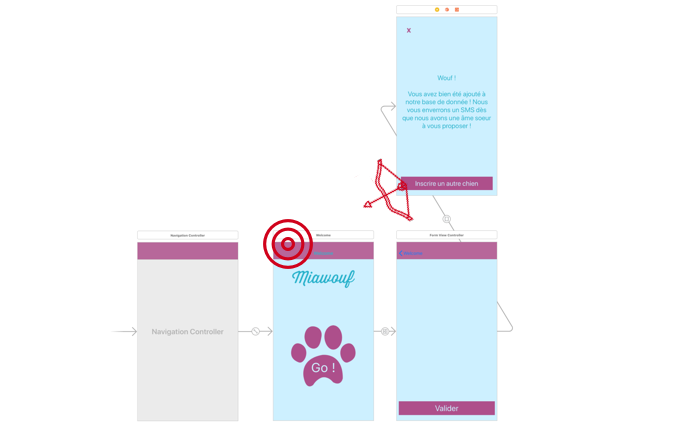 X
Wouf !
Vous avez bien été ajouté à
notre base de donnée ! Nous
vous enverrons un SMS dès
que nous avons une âme soeur
à vous proposer !
Inscrire un autre chien
Navigation Controller
Welcome
Form View Controller
Miawouf
Navigation Controller
Go !
Valider